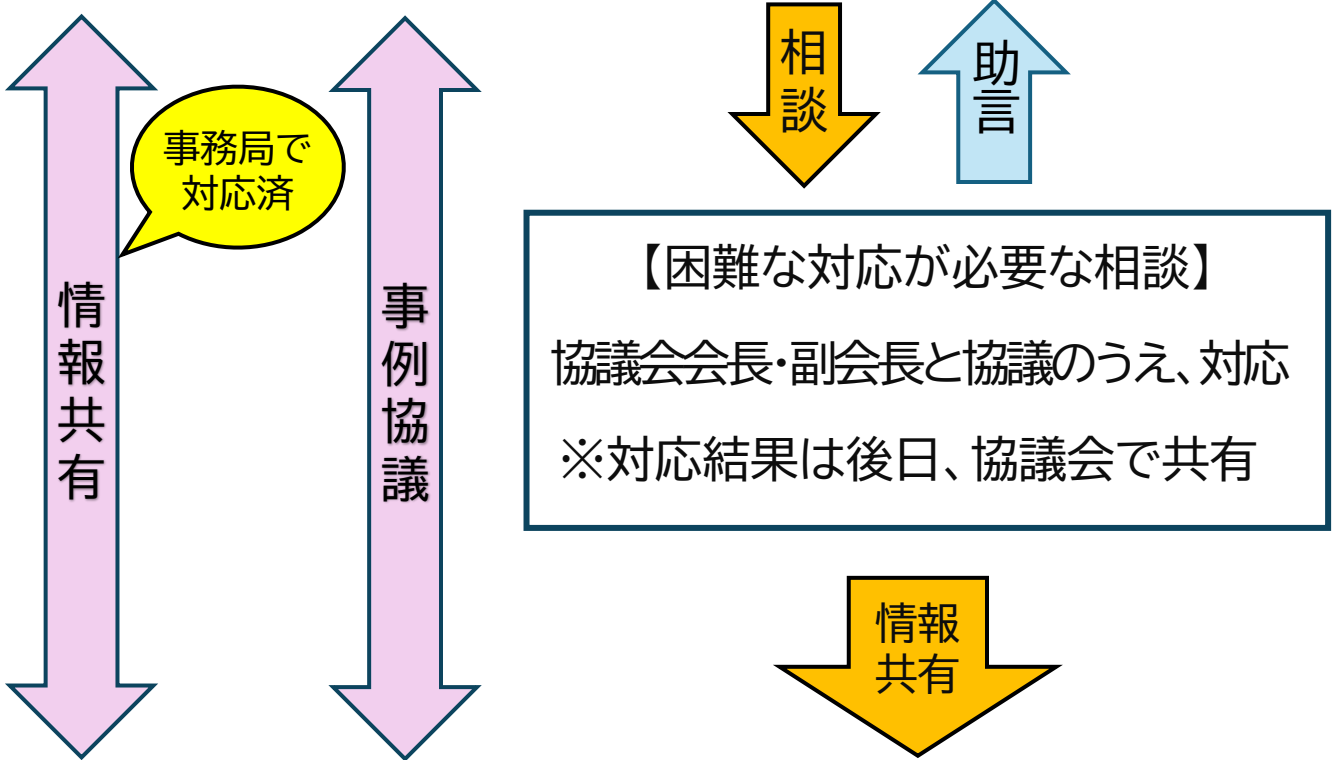 事務局で
対応済
情報共有
事例協議
相談
助言
【困難な対応が必要な相談】
協議会会長・副会長と協議のうえ、対応
※対応結果は後日、協議会で共有
情報
共有